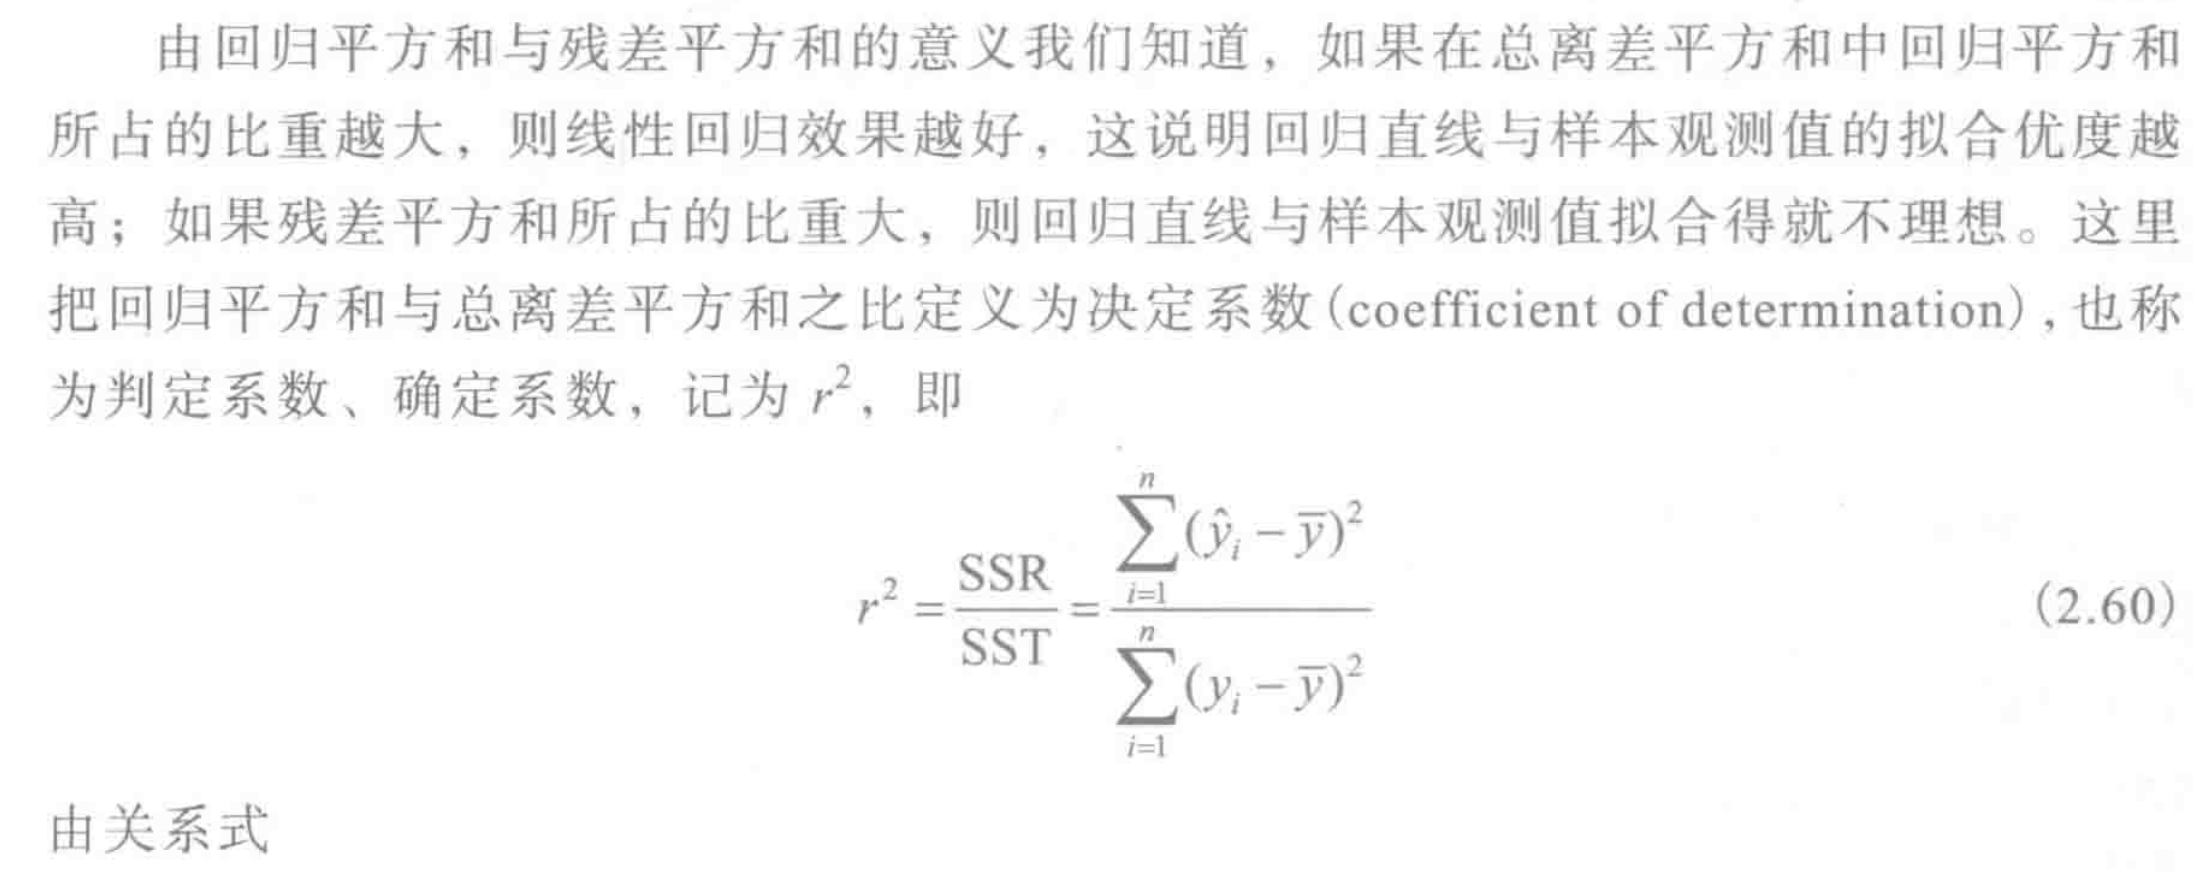 由回归平方和与残差平方和的意义我们知道，如果在总离差平方和中回归平方和
所占的比重越大，则线性回归效果越好，这说明回归直线与样本观测值的拟合优度越
高；如果残差平方和所占的比重大，则回归直线与样本观测值拟合得就不理想。这里
把回归平方和与总离差平方和之比定义为决定系数(coefficient of determination),也称
为判定系数、确定系数，记为 r²，即
r² = SSR/SST = \frac{\sum_{i=1}^{n}(\hat{y}_i - \overline{y})^2}{\sum_{i=1}^{n}(y_i - \overline{y})^2} (2.60)
由关系式